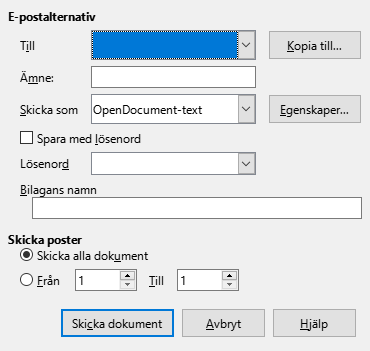 E-postalternativ
Till
Kopia till...
Ämne:
Skicka som OpenDocument-text Egenskaper...
Spara med lösenord
Lösenord
Bilagans namn
Skicka poster
Skicka alla dokument
Från 1 Till 1
Skicka dokument Avbryt Hjälp